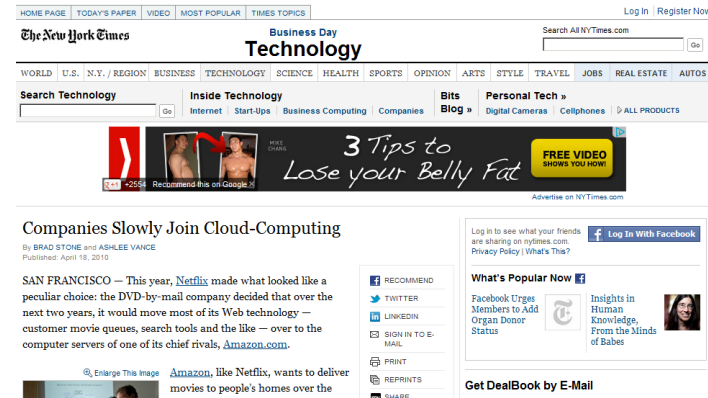 HOME PAGE TODAY'S PAPER VIDEO MOST POPULAR TIMES TOPICS
Log In Register Now
The New York Times
Business Day
Technology
Search All NYTimes.com
Go
WORLD U.S. N.Y. / REGION BUSINESS TECHNOLOGY SCIENCE HEALTH SPORTS OPINION ARTS STYLE TRAVEL JOBS REAL ESTATE AUTOS
Search Technology
Go
Inside Technology
Internet Start-Ups Business Computing Companies
Bits
Blog »
Personal Tech »
Digital Cameras Cellphones ALL PRODUCTS
MIKE
CHANG
3 Tips to
Lose your Belly Fat
FREE VIDEO
SHOWS YOU HOW!
+1 +2554 Recommend this on Google X
Advertise on NYTimes.com
Companies Slowly Join Cloud-Computing
By BRAD STONE and ASHLEE VANCE
Published: April 18, 2010
SAN FRANCISCO — This year, Netflix made what looked like a
peculiar choice: the DVD-by-mail company decided that over the
next two years, it would move most of its Web technology —
customer movie queues, search tools and the like — over to the
computer servers of one of its chief rivals, Amazon.com.
Enlarge This Image
Amazon, like Netflix, wants to deliver
movies to people's homes over the
RECOMMEND
TWITTER
LINKEDIN
SIGN IN TO E-
MAIL
PRINT
REPRINTS
SHARE
Log in to see what your friends
are sharing on nytimes.com.
Privacy Policy | What's This?
f Log In With Facebook
What's Popular Now f
Facebook Urges
Members to Add
Organ Donor
Status
Insights in
Human
Knowledge,
From the Minds
of Babes
Get DealBook by E-Mail